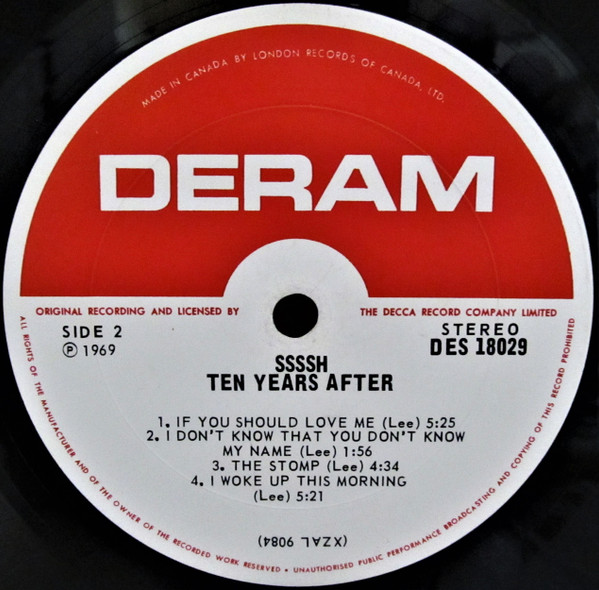 MADE IN CANADA BY LONDON RECORDS OF CANADA, LTD.
DERAM
ORIGINAL RECORDING AND LICENSED BY THE DECCA RECORD COMPANY LIMITED
SIDE 2
Ⓟ 1969
STEREO
DES 18029
SSSSH
TEN YEARS AFTER
1. IF YOU SHOULD LOVE ME (Lee) 5:25
2. I DON'T KNOW THAT YOU DON'T KNOW
MY NAME (Lee) 1:56
3. THE STOMP (Lee) 4:34
4. I WOKE UP THIS MORNING
(Lee) 5:21
(XZAL 9084)
ALL RIGHTS OF THE MANUFACTURER AND OF THE OWNER OF THE RECORDED WORK RESERVED • UNAUTHORISED PUBLIC PERFORMANCE BROADCASTING AND COPYING OF THIS RECORD PROHIBITED